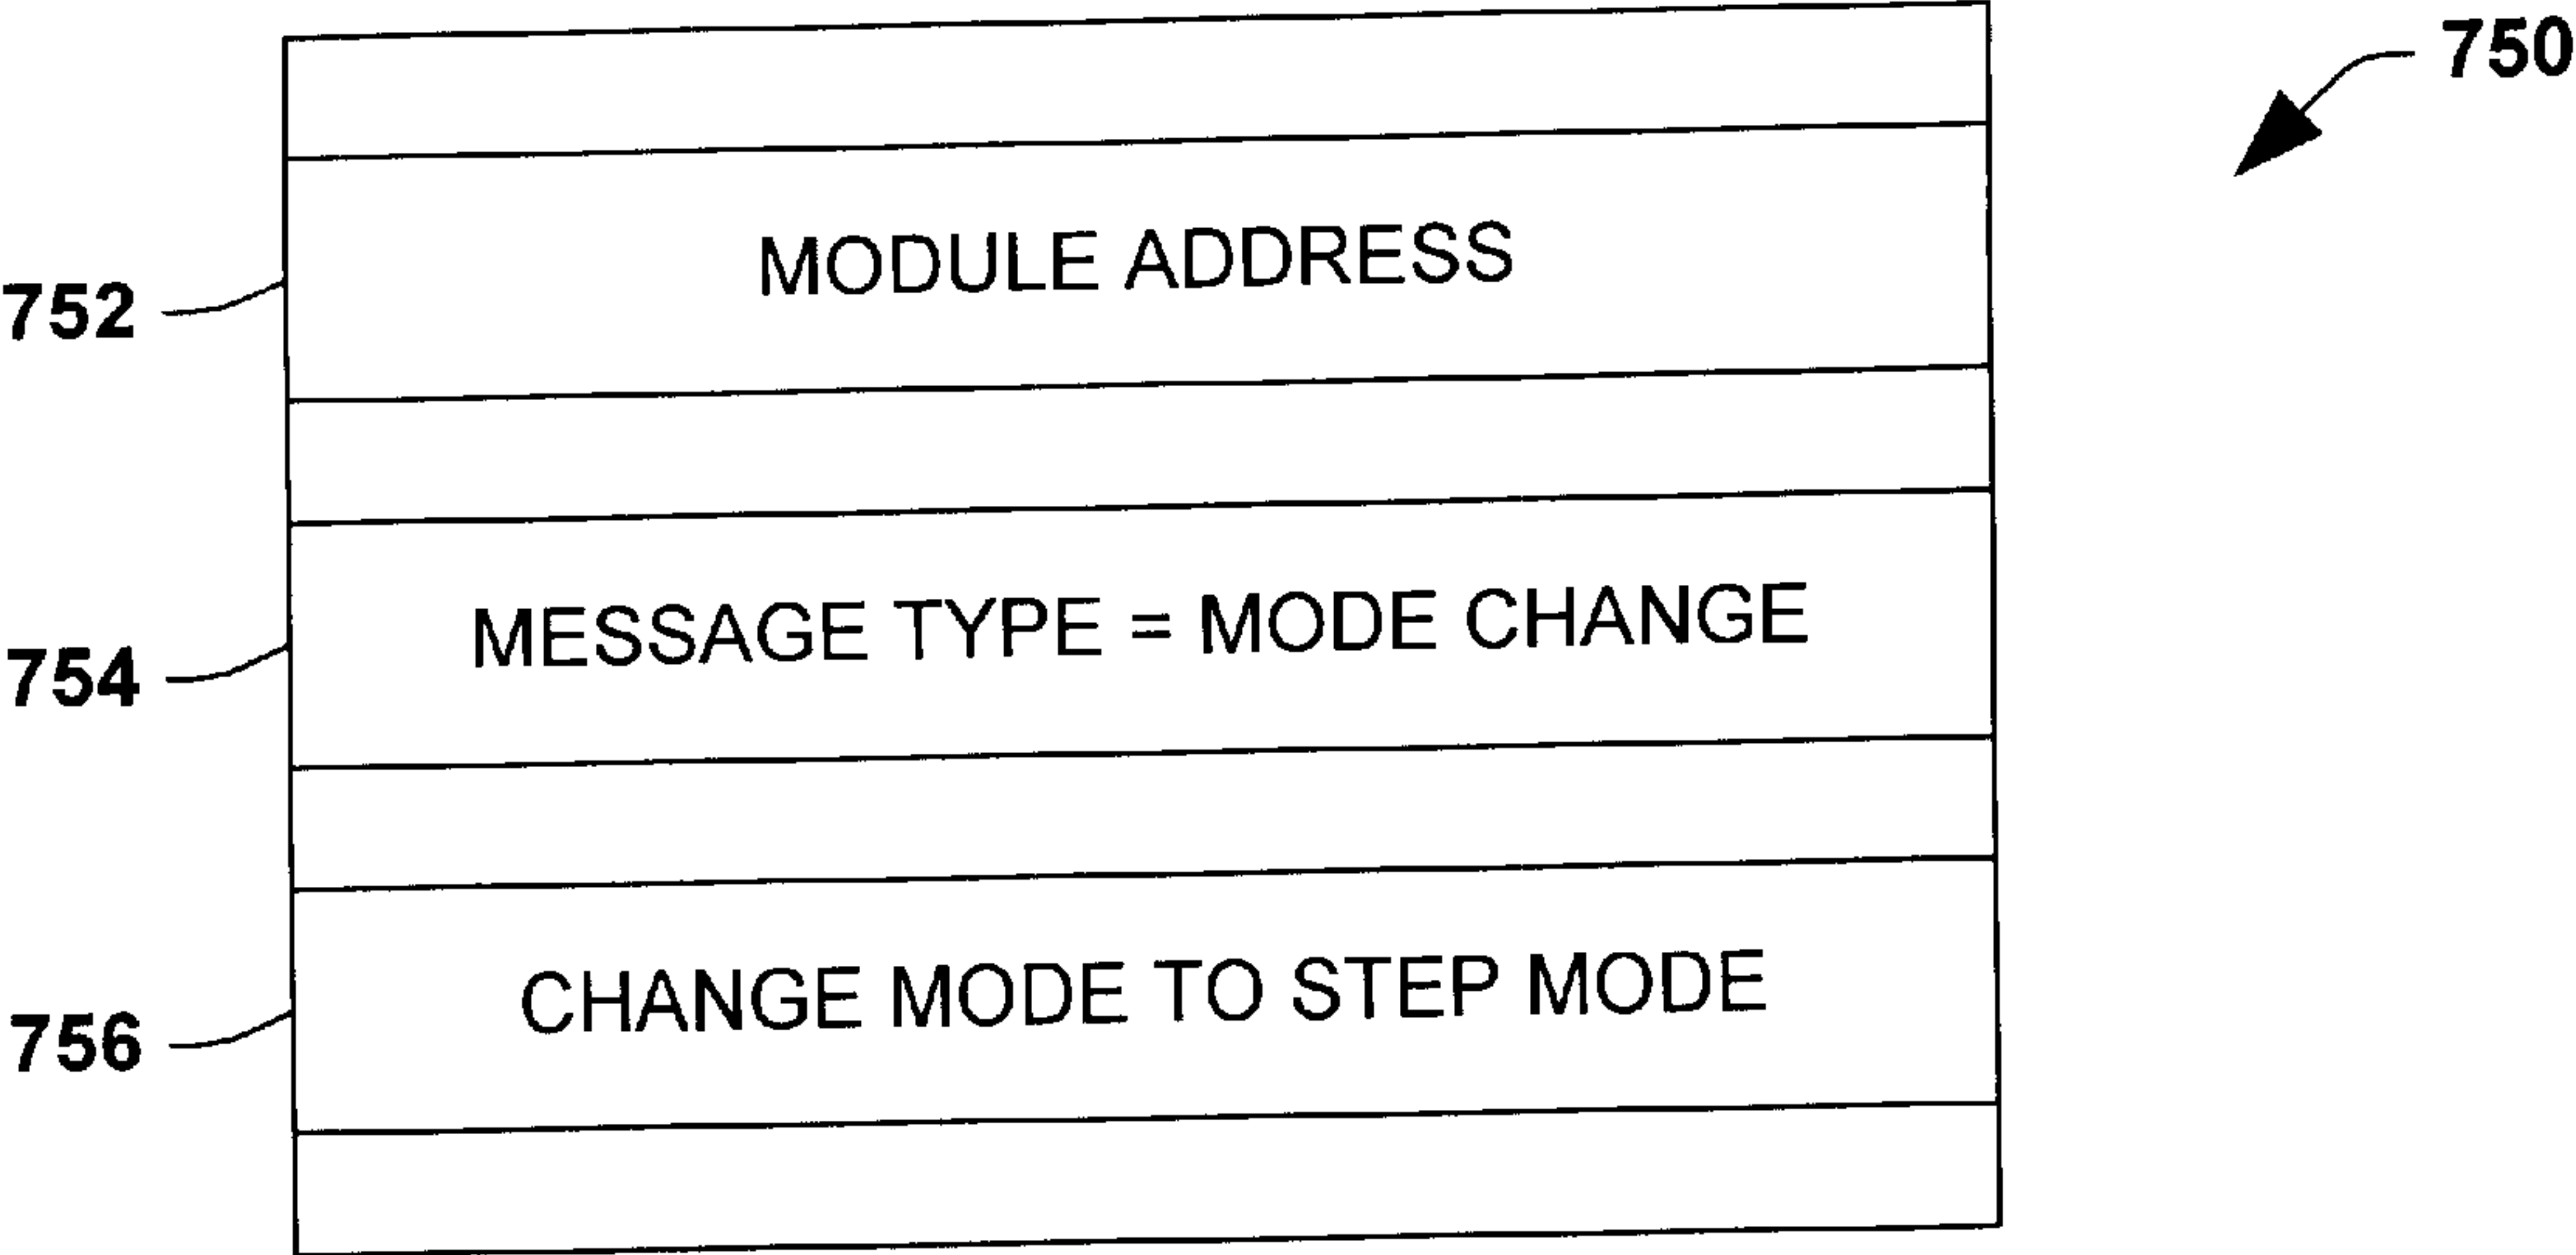 750
MODULE ADDRESS
752
MESSAGE TYPE = MODE CHANGE
754
CHANGE MODE TO STEP MODE
756